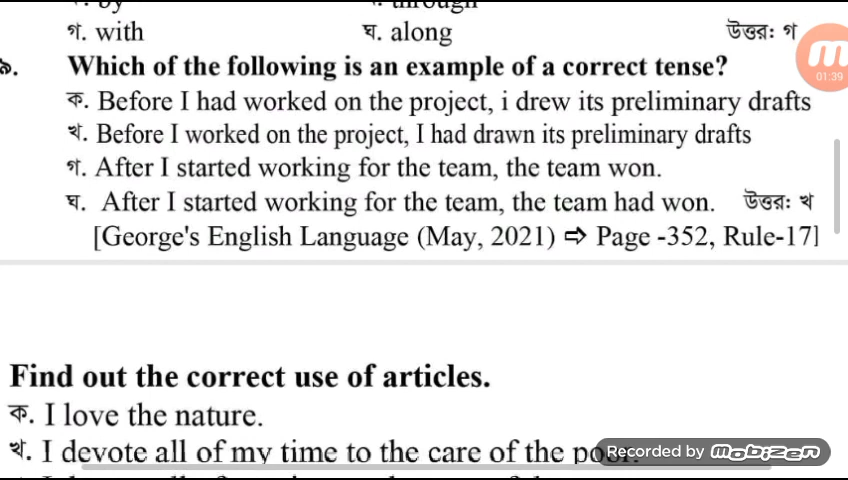 গ. with ঘ. along উত্তর: গ
01:39
৯. Which of the following is an example of a correct tense?
ক. Before I had worked on the project, i drew its preliminary drafts
খ. Before I worked on the project, I had drawn its preliminary drafts
গ. After I started working for the team, the team won.
ঘ. After I started working for the team, the team had won. উত্তর: খ
[George's English Language (May, 2021) ⇨ Page -352, Rule-17]
Find out the correct use of articles.
ক. I love the nature.
খ. I devote all of my time to the care of the poor.
Recorded by mobizen